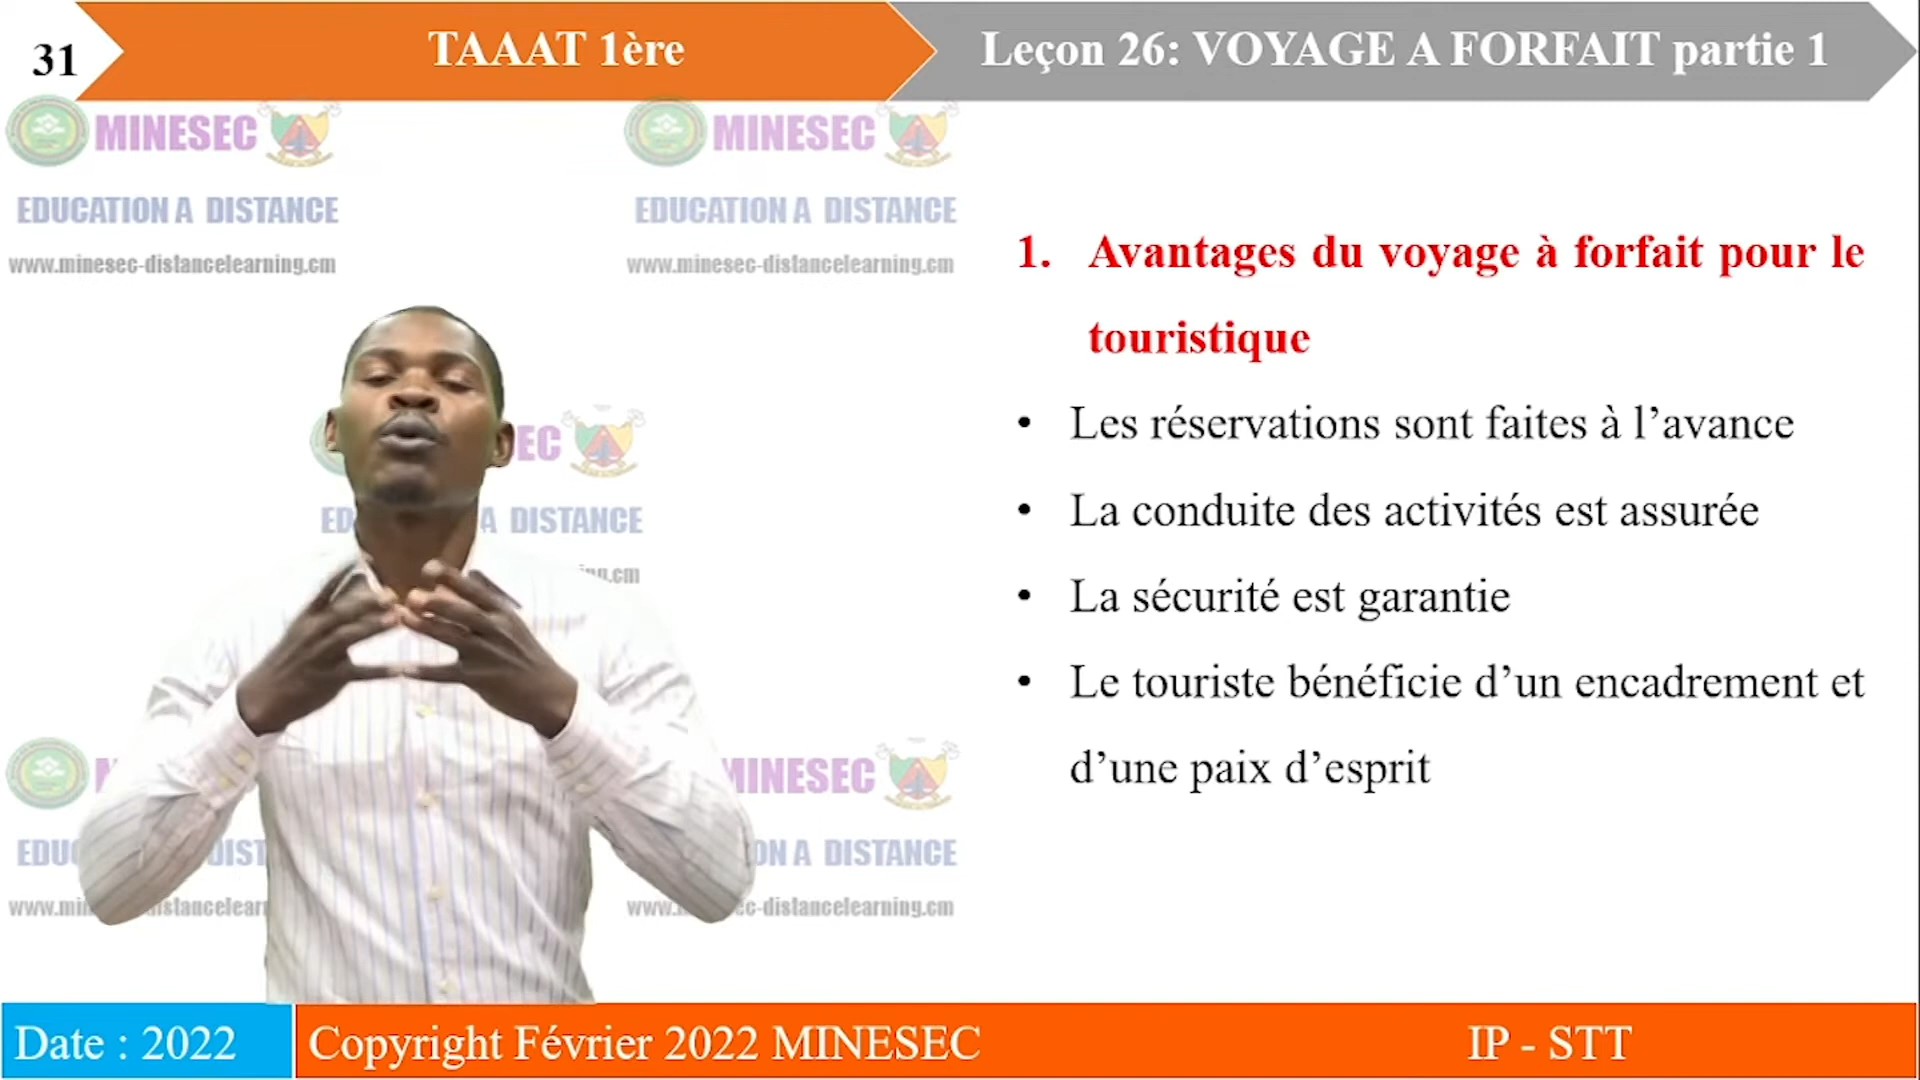 31
TAAAT 1ère
Leçon 26: VOYAGE A FORFAIT partie 1
MINESEC
EDUCATION A DISTANCE
www.minesec-distancelearning.cm
MINESEC
EDUCATION A DISTANCE
www.minesec-distancelearning.cm
1. Avantages du voyage à forfait pour le
touristique
• Les réservations sont faites à l’avance
• La conduite des activités est assurée
• La sécurité est garantie
• Le touriste bénéficie d’un encadrement et
d’une paix d’esprit
A DISTANCE
MINESEC
DISTANCE
Date : 2022
Copyright Février 2022 MINESEC
IP - STT